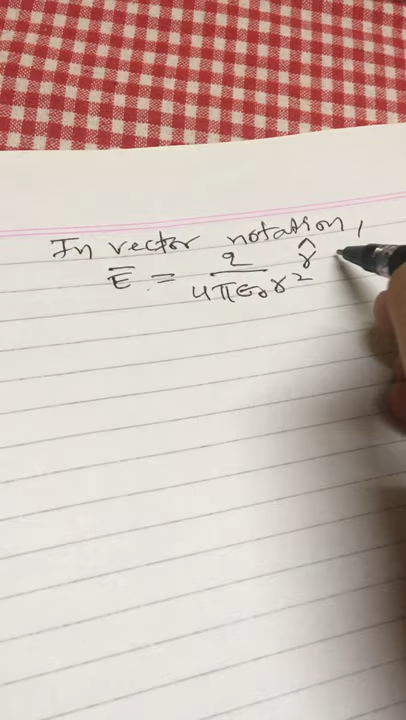 In vector notation,
E̅ = q / 4πε₀r² r̂